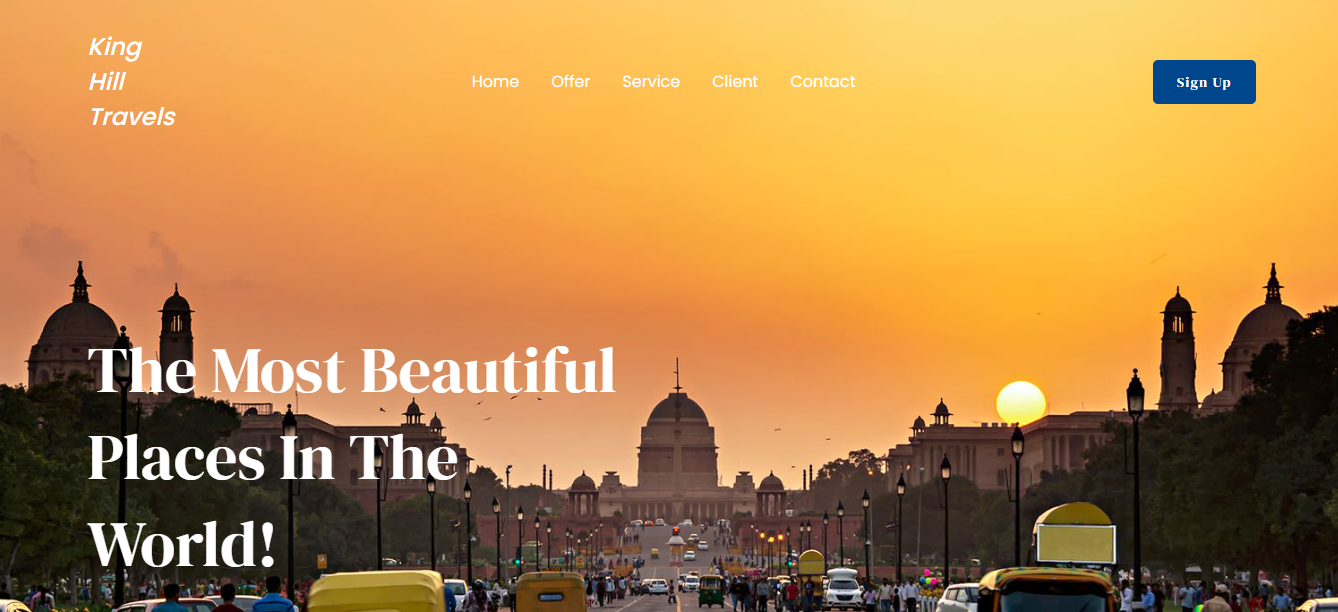 King
Hill
Travels
Home Offer Service Client Contact
Sign Up
The Most Beautiful
Places In The
World!